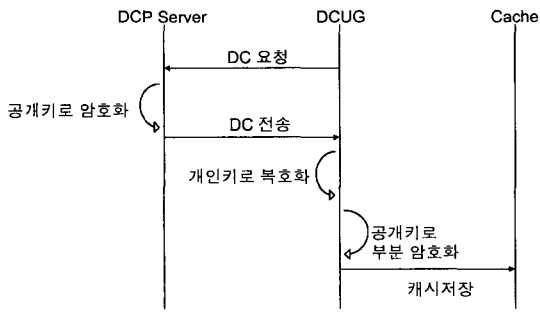 DCP Server
DCUG
Cache
DC 요청
공개키로 암호화
DC 전송
개인키로 복호화
공개키로
부분 암호화
캐시저장